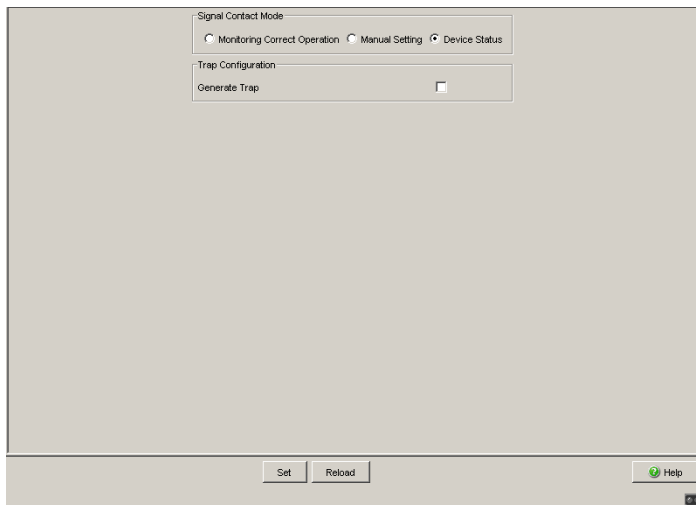 Signal Contact Mode
Monitoring Correct Operation Manual Setting Device Status
Trap Configuration
Generate Trap
Set Reload Help